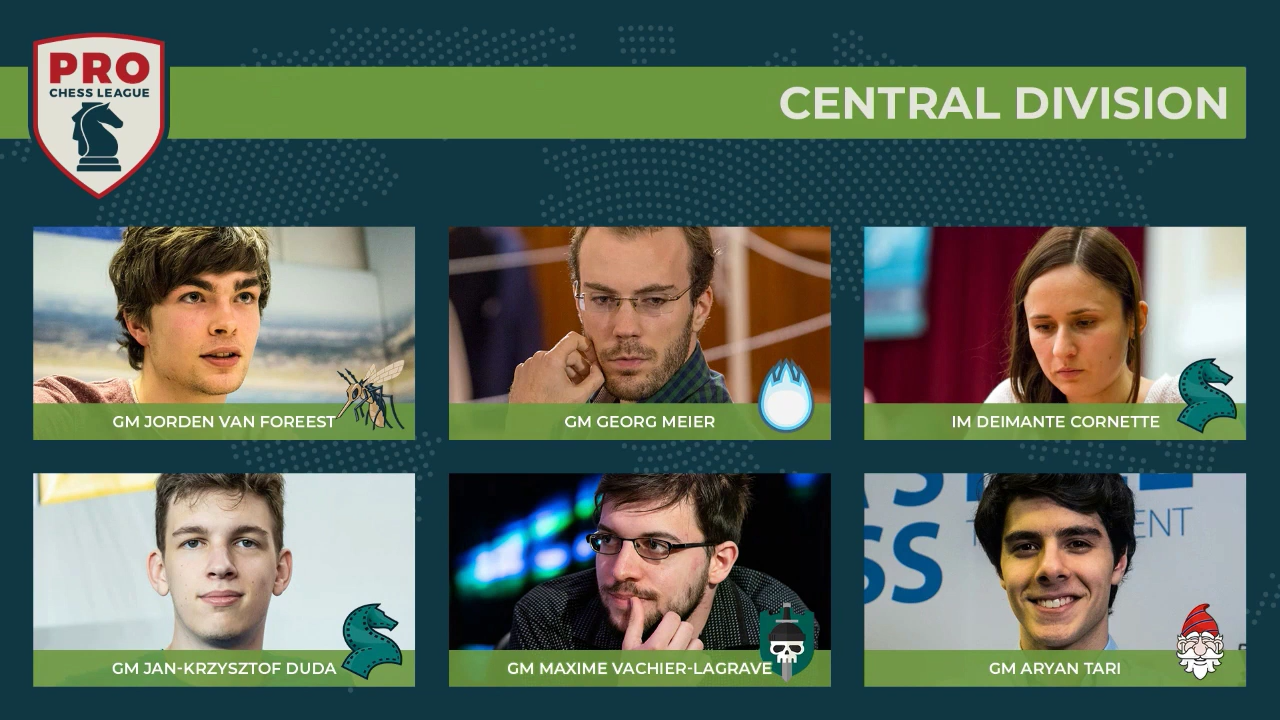 PRO
CHESS LEAGUE
CENTRAL DIVISION
GM JORDEN VAN FOREEST
GM GEORG MEIER
IM DEIMANTE CORNETTE
GM JAN-KRZYSZTOF DUDA
GM MAXIME VACHIER-LAGRAVE
GM ARYAN TARI